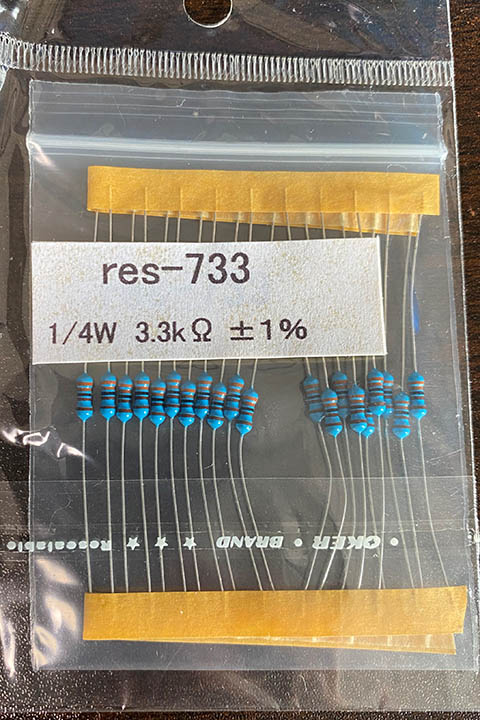 res-733
1/4W 3.3kΩ ±1%
• OKER • BRAND ★ ★ ★ Resealable